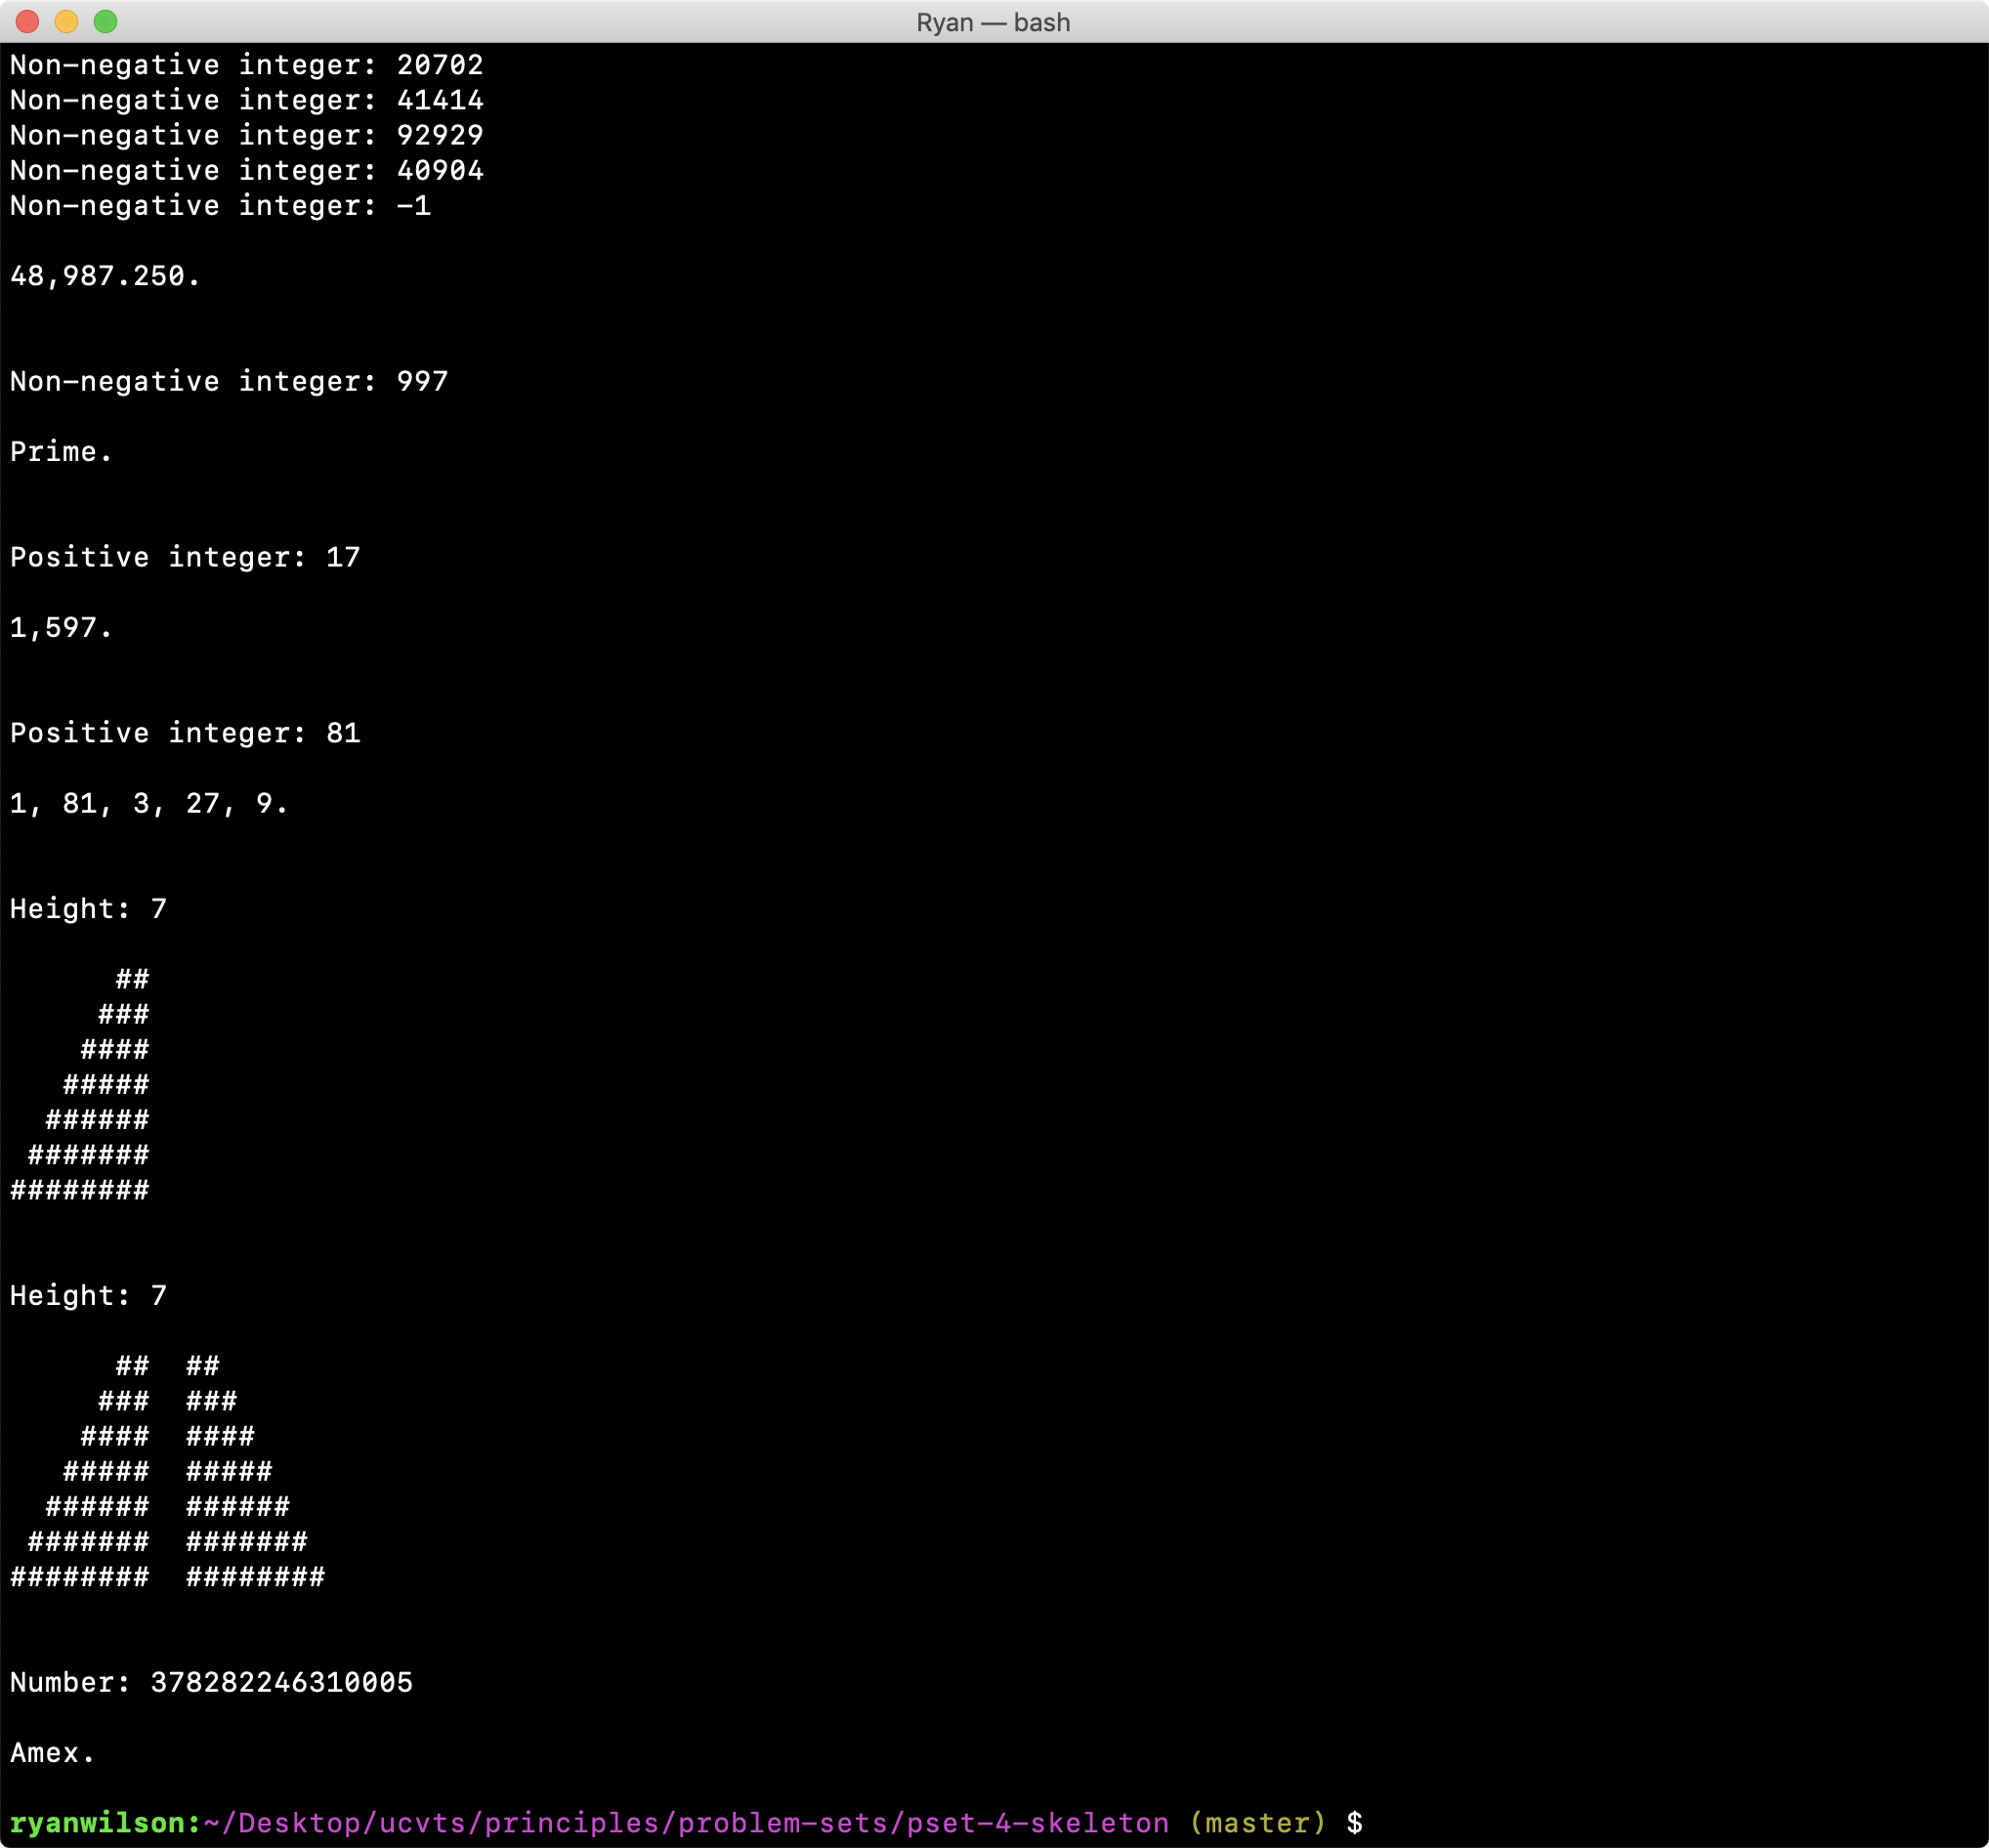 Ryan — bash
Non-negative integer: 20702
Non-negative integer: 41414
Non-negative integer: 92929
Non-negative integer: 40904
Non-negative integer: -1
48,987.250.
Non-negative integer: 997
Prime.
Positive integer: 17
1,597.
Positive integer: 81
1, 81, 3, 27, 9.
Height: 7
      ##
     ###
    ####
   #####
  ######
 #######
########
Height: 7
      ##  ##
     ###  ###
    ####  ####
   #####  #####
  ######  ######
 #######  #######
########  ########
Number: 378282246310005
Amex.
ryanwilson:~/Desktop/ucvts/principles/problem-sets/pset-4-skeleton (master) $